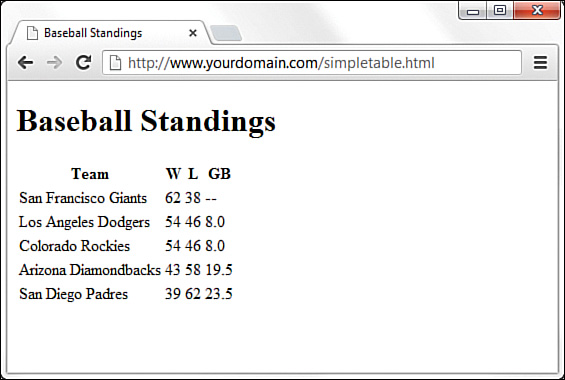 Baseball Standings
http://www.yourdomain.com/simpletable.html
Baseball Standings
Team W L GB
San Francisco Giants 62 38 --
Los Angeles Dodgers 54 46 8.0
Colorado Rockies 54 46 8.0
Arizona Diamondbacks 43 58 19.5
San Diego Padres 39 62 23.5